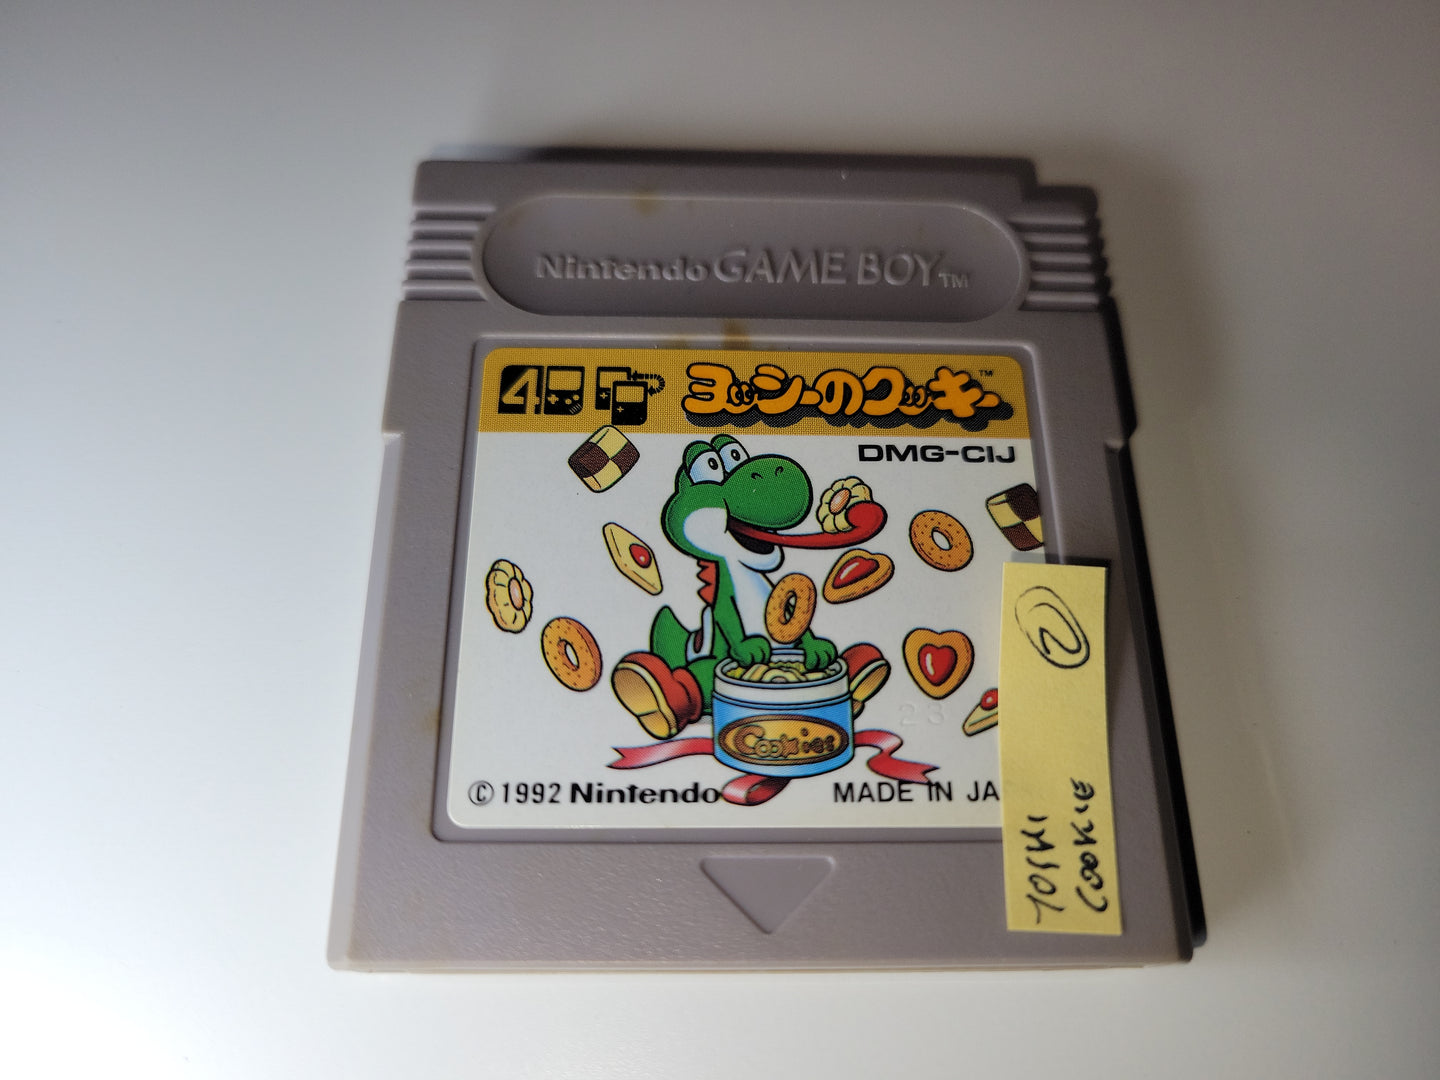 Nintendo GAME BOY™
4 ヨッシーのクッキー™
DMG-CIJ
23
Cookies
© 1992 Nintendo MADE IN JA
2
YOSHI
COOKIE